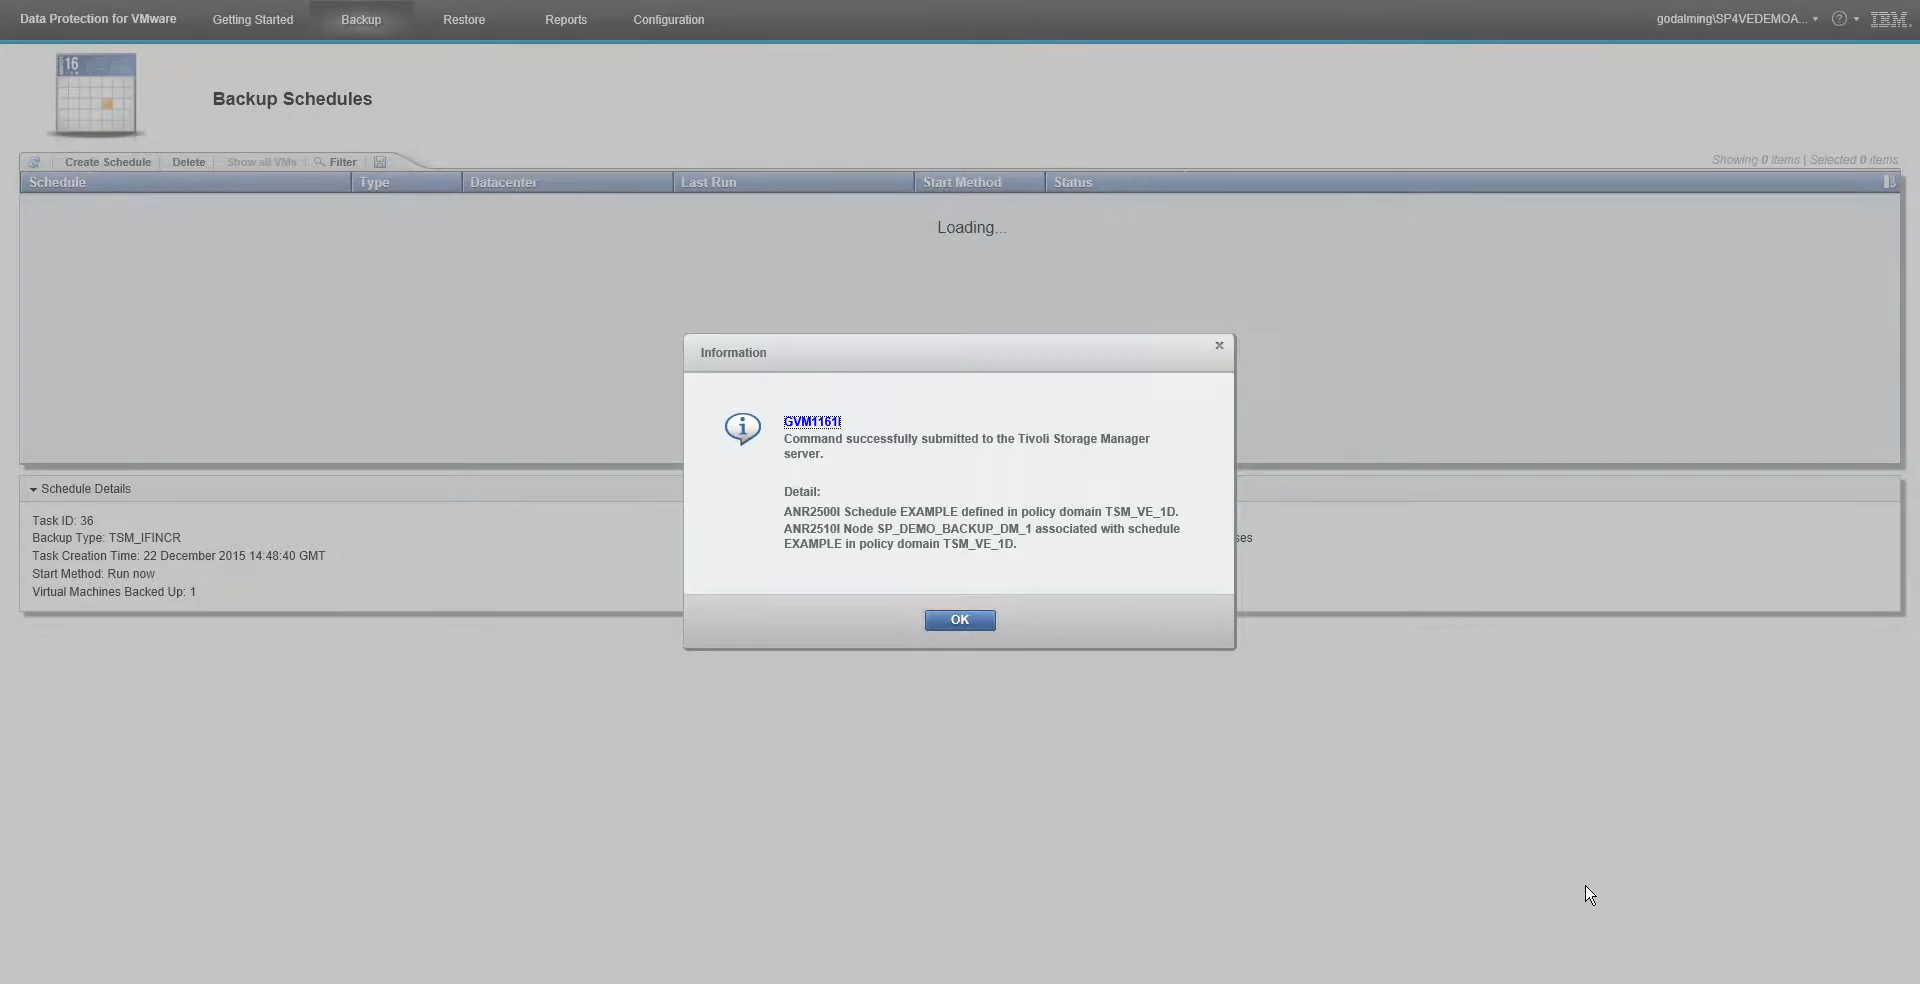 Data Protection for VMware Getting Started Backup Restore Reports Configuration godalming\SP4VEDEMOA... ? IBM.
16
Backup Schedules
Create Schedule Delete Show all VMs Filter Showing 0 items | Selected 0 items
Schedule Type Datacenter Last Run Start Method Status
Loading...
Information x
GVM1161I
Command successfully submitted to the Tivoli Storage Manager
server.
Detail:
ANR2500I Schedule EXAMPLE defined in policy domain TSM_VE_1D.
ANR2510I Node SP_DEMO_BACKUP_DM_1 associated with schedule
EXAMPLE in policy domain TSM_VE_1D.
OK
Schedule Details
Task ID: 36
Backup Type: TSM_IFINCR
ses
Task Creation Time: 22 December 2015 14:48:40 GMT
Start Method: Run now
Virtual Machines Backed Up: 1